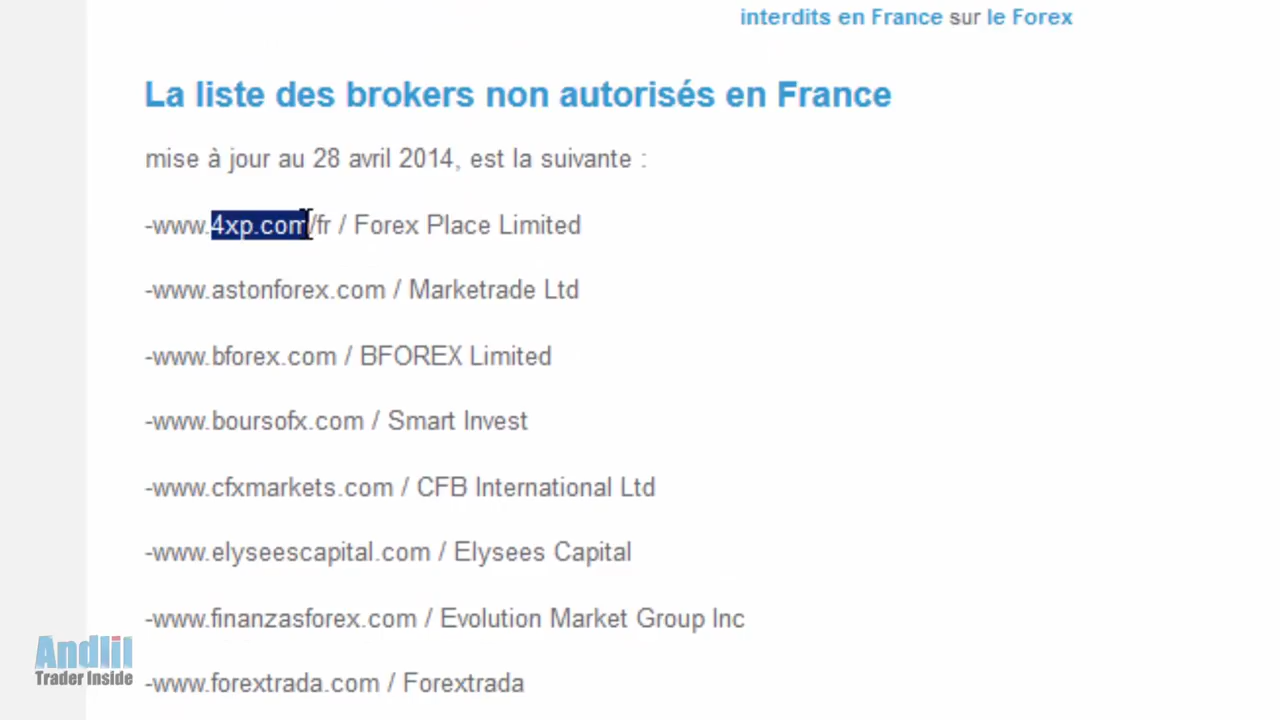 interdits en France sur le Forex
La liste des brokers non autorisés en France
mise à jour au 28 avril 2014, est la suivante :
-www.4xp.com/fr / Forex Place Limited
-www.astonforex.com / Marketrade Ltd
-www.bforex.com / BFOREX Limited
-www.boursofx.com / Smart Invest
-www.cfxmarkets.com / CFB International Ltd
-www.elyseescapital.com / Elysees Capital
-www.finanzasforex.com / Evolution Market Group Inc
-www.forextrada.com / Forextrada
Andlil
Trader Inside